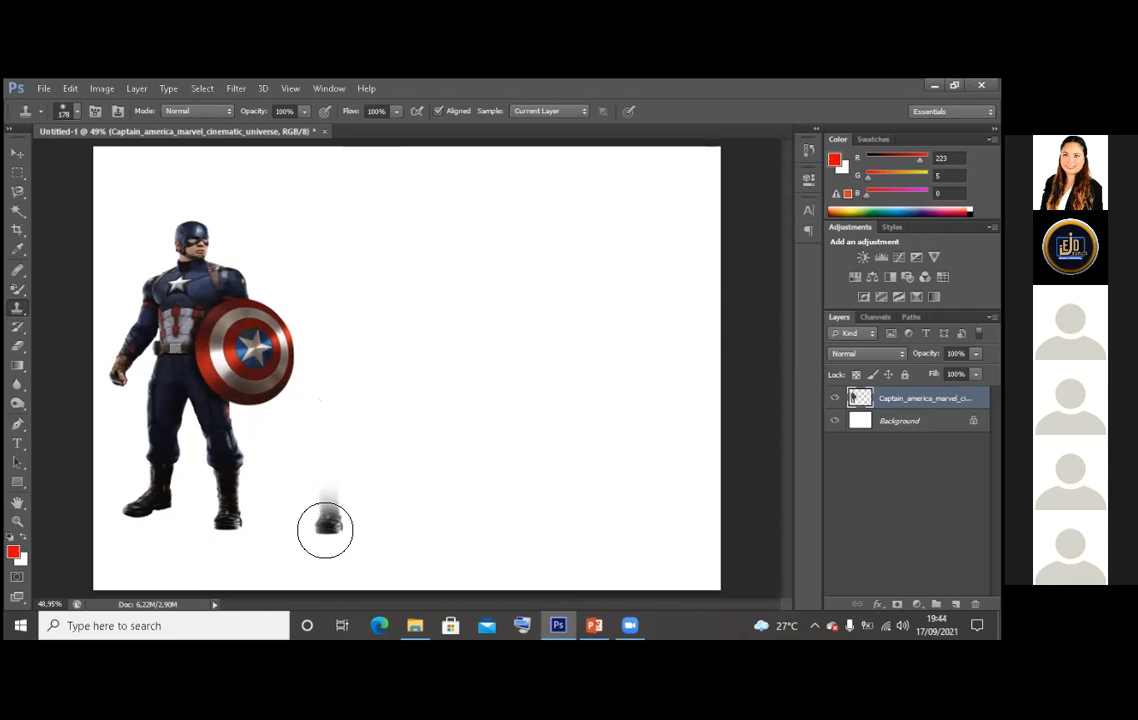 Ps File Edit Image Layer Type Select Filter 3D View Window Help
178 Mode: Normal Opacity: 100% Flow: 100% Aligned Sample: Current Layer Essentials
Untitled-1 @ 49% (Captain_america_marvel_cinematic_universe, RGB/8) * ×
Color Swatches
R 223
G 5
B 0
Adjustments Styles
Add an adjustment
Layers Channels Paths
Kind T
Normal Opacity: 100%
Lock: Fill: 100%
Captain_america_marvel_ci...
Background
48,95% Doc: 6,22M/2,90M
Type here to search
Ps
27°C
19:44
17/09/2021